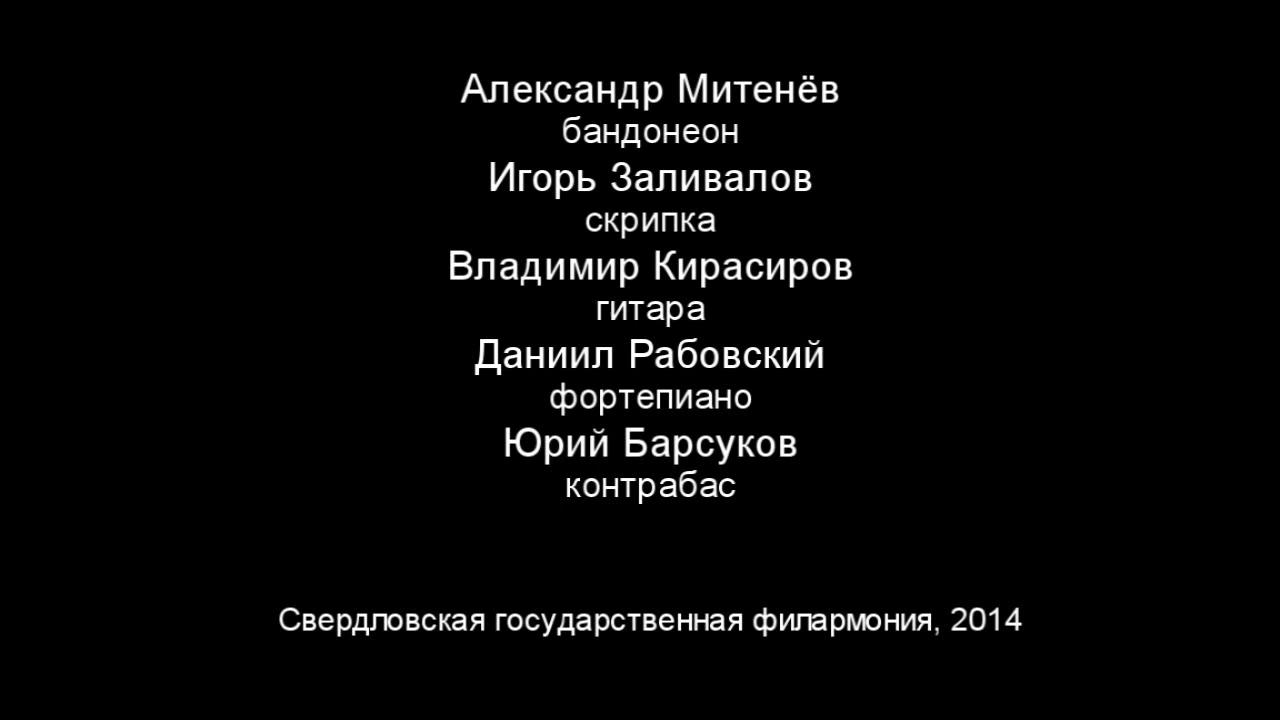 Александр Митенёв
бандонеон
Игорь Заливалов
скрипка
Владимир Кирасиров
гитара
Даниил Рабовский
фортепиано
Юрий Барсуков
контрабас
Свердловская государственная филармония, 2014